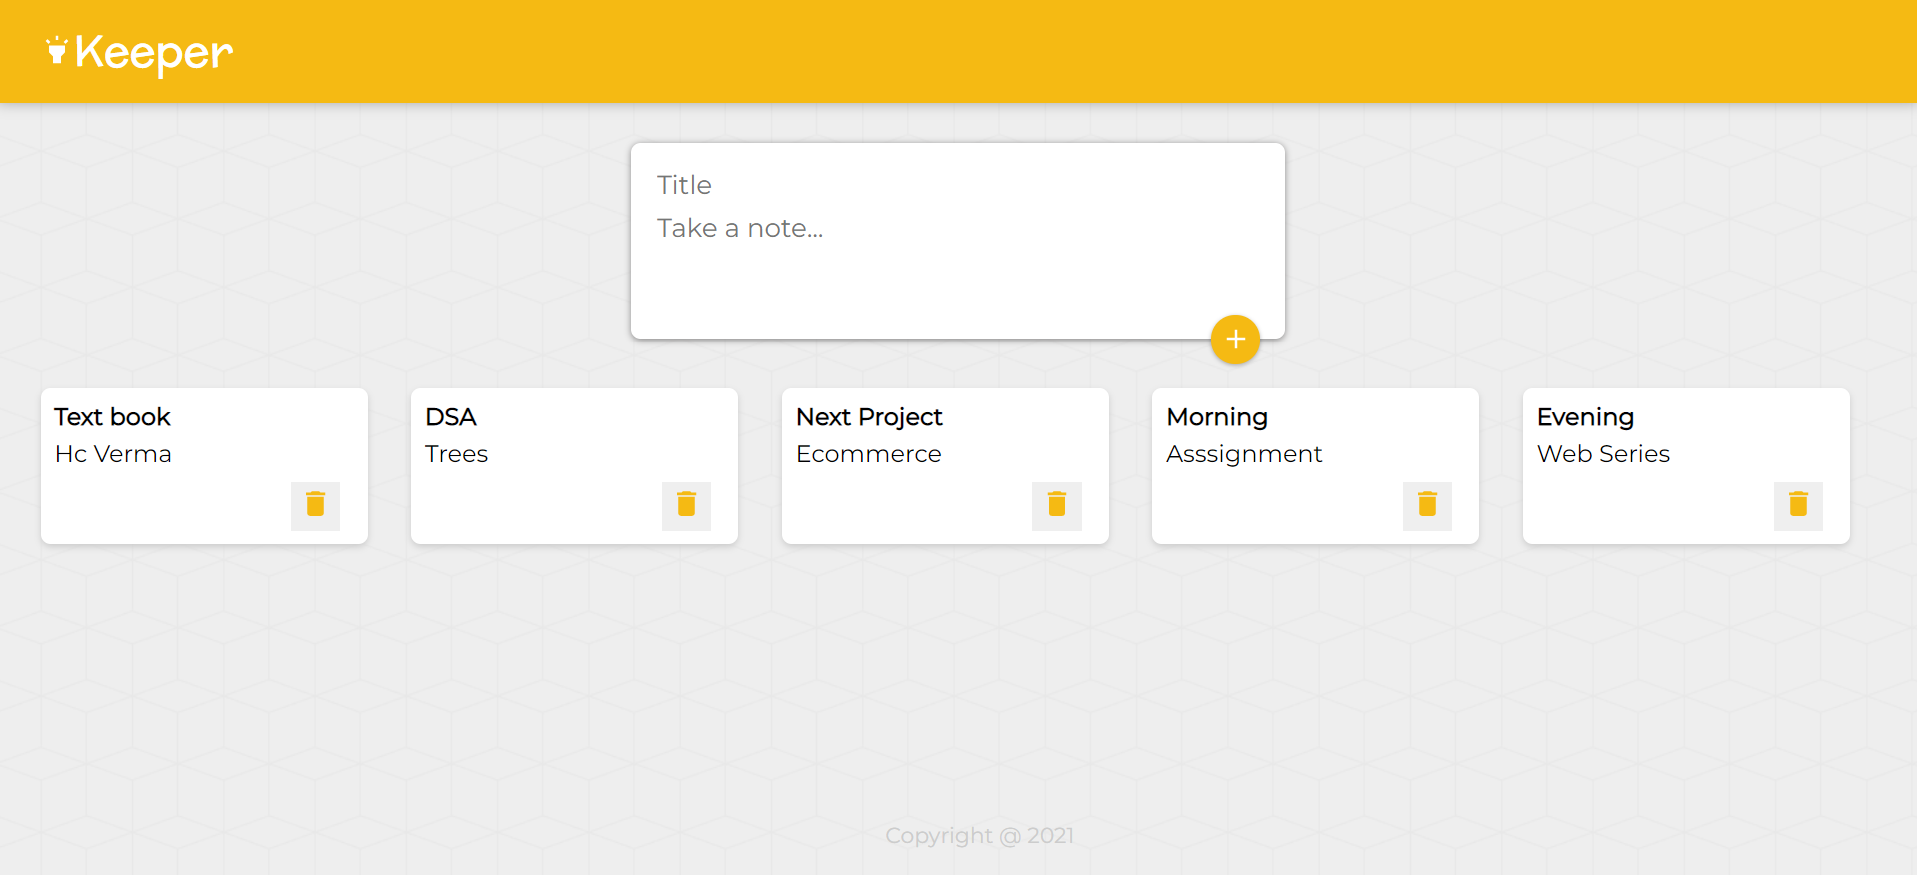 Keeper
Title
Take a note...
Text book
Hc Verma
DSA
Trees
Next Project
Ecommerce
Morning
Asssignment
Evening
Web Series
Copyright @ 2021